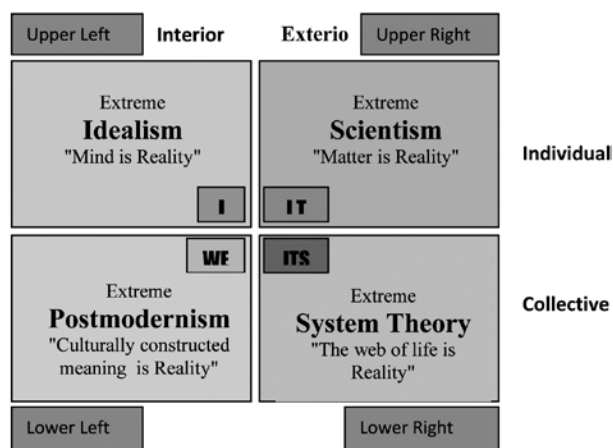 Upper Left Interior Exterio Upper Right
Extreme
Idealism
"Mind is Reality"
I
Extreme
Scientism
"Matter is Reality"
IT
Individual
WE
Extreme
Postmodernism
"Culturally constructed
meaning is Reality"
ITS
Extreme
System Theory
"The web of life is
Reality"
Collective
Lower Left
Lower Right